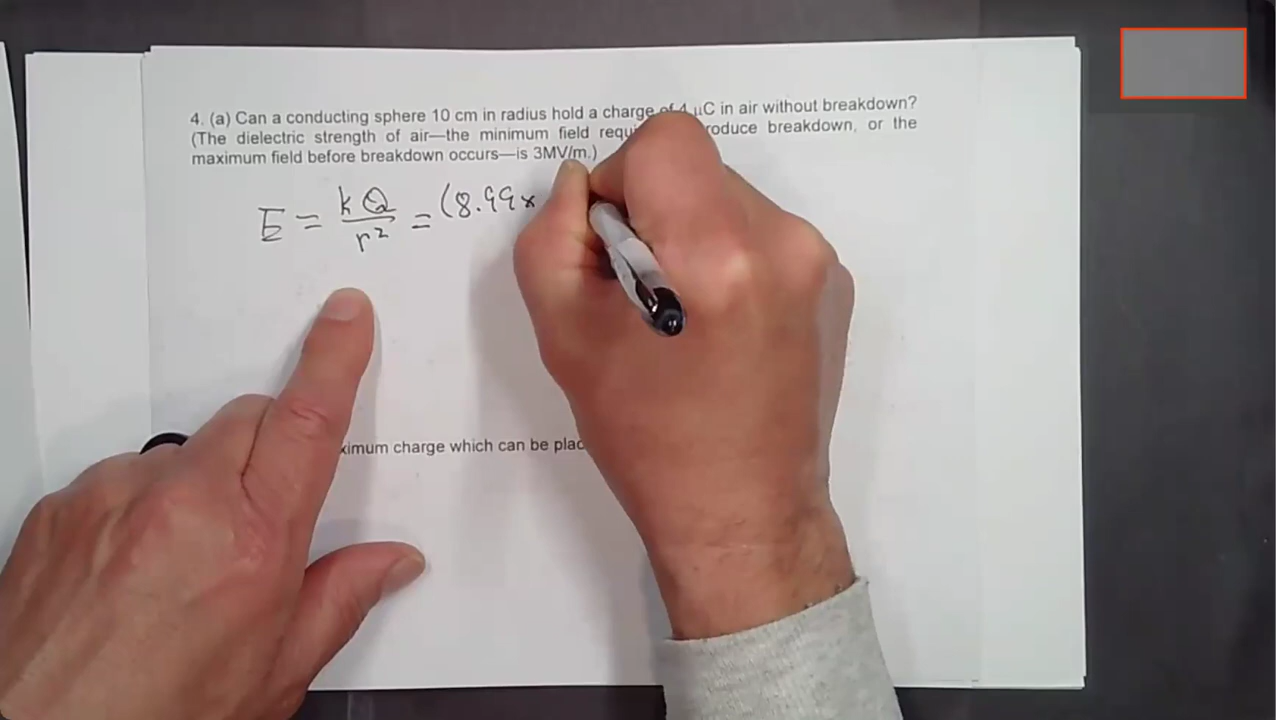 4. (a) Can a conducting sphere 10 cm in radius hold a charge of 4 µC in air without breakdown?
(The dielectric strength of air—the minimum field requi roduce breakdown, or the
maximum field before breakdown occurs—is 3MV/m.)
E = kQ / r² = (8.99x
ximum charge which can be plac